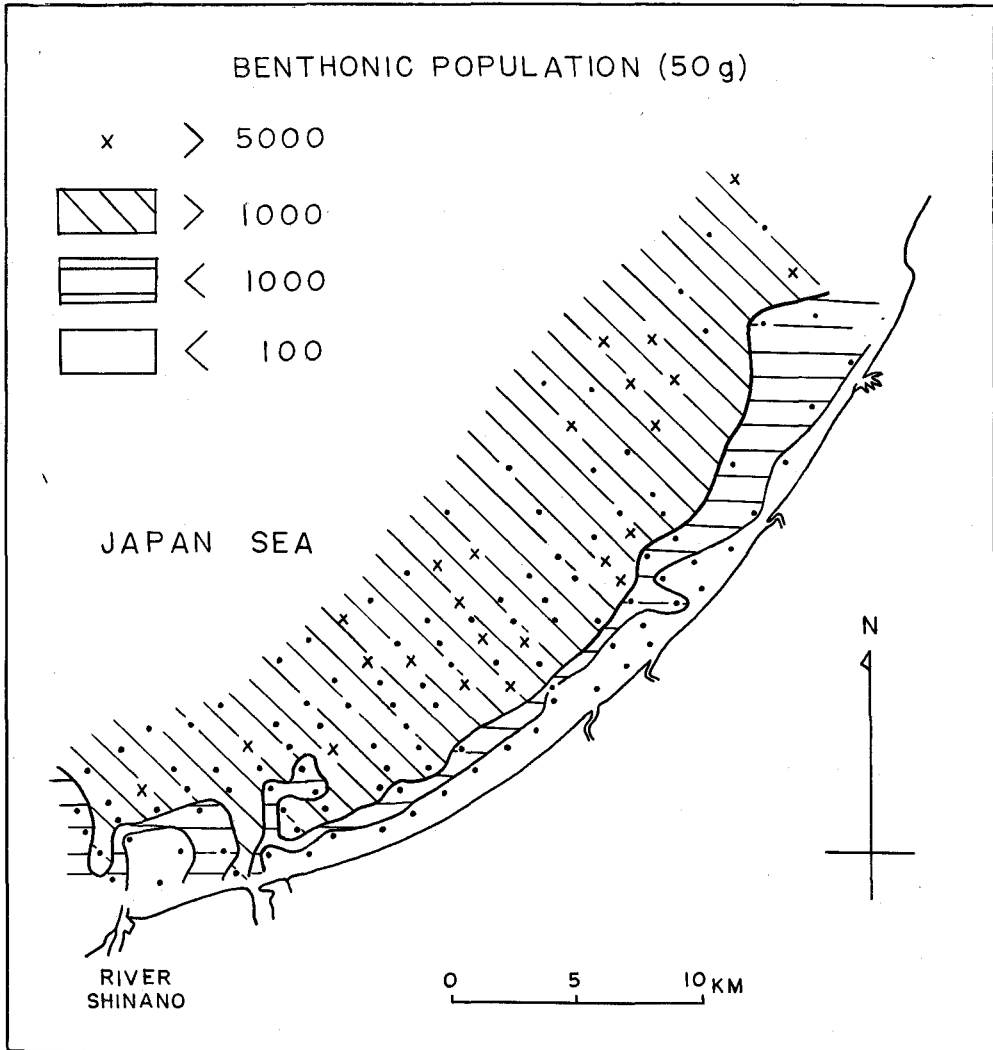 BENTHONIC POPULATION (50g)
x > 5000
> 1000
< 1000
< 100
JAPAN SEA
N
RIVER
SHINANO
0 5 10 KM